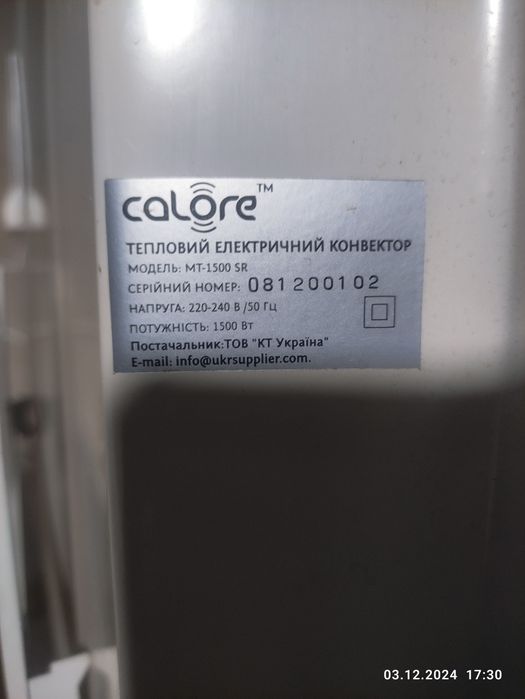 calore™
ТЕПЛОВИЙ ЕЛЕКТРИЧНИЙ КОНВЕКТОР
МОДЕЛЬ: МТ-1500 SR
СЕРІЙНИЙ НОМЕР: 081200102
НАПРУГА: 220-240 В /50 Гц
ПОТУЖНІСТЬ: 1500 Вт
Постачальник:ТОВ "КТ Україна"
E-mail: info@ukrsupplier.com.
03.12.2024 17:30